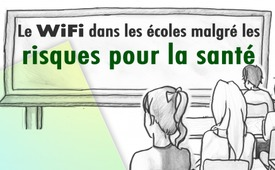 Le WiFi dans les écoles malgré les
risques pour la santé